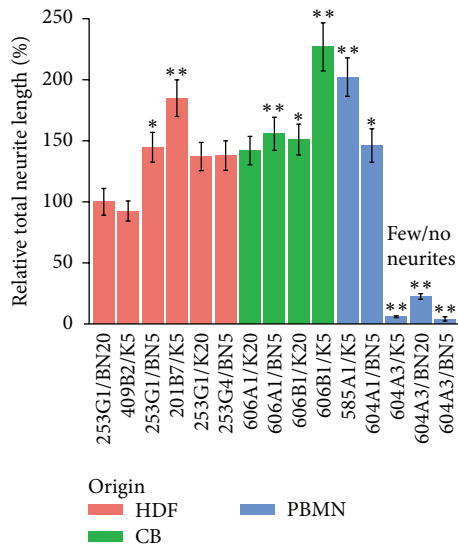 Relative total neurite length (%)
250
200
150
100
50
0
*
**
**
*
**
**
*
Few/no
neurites
**
**
**
253G1/BN20
409B2/K5
253G1/BN5
201B7/K5
253G1/K20
253G4/BN5
606A1/K20
606A1/BN5
606B1/K20
606B1/K5
585A1/K5
604A1/BN5
604A3/K5
604A3/BN20
604A3/BN5
Origin
HDF
CB
PBMN